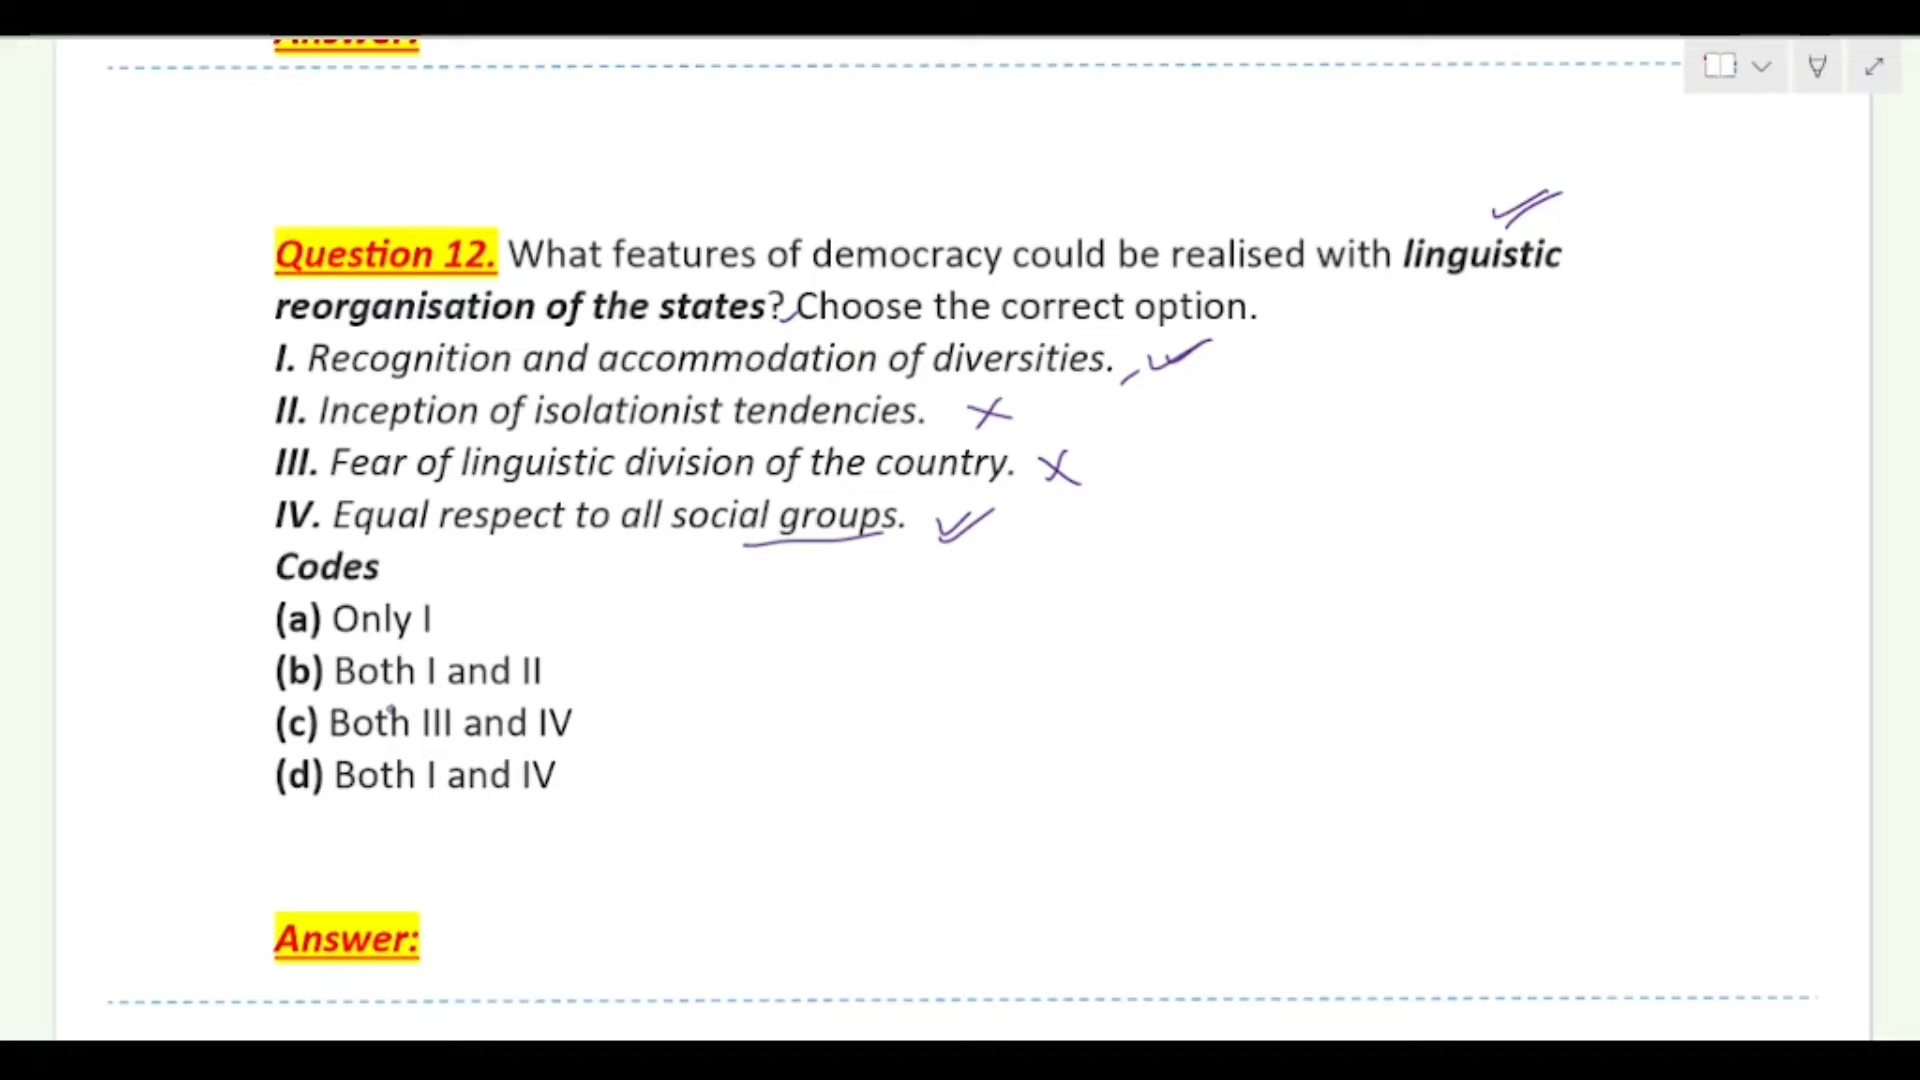 Answer:
Question 12. What features of democracy could be realised with linguistic
reorganisation of the states? Choose the correct option.
I. Recognition and accommodation of diversities.
II. Inception of isolationist tendencies.
III. Fear of linguistic division of the country.
IV. Equal respect to all social groups.
Codes
(a) Only I
(b) Both I and II
(c) Both III and IV
(d) Both I and IV
Answer: